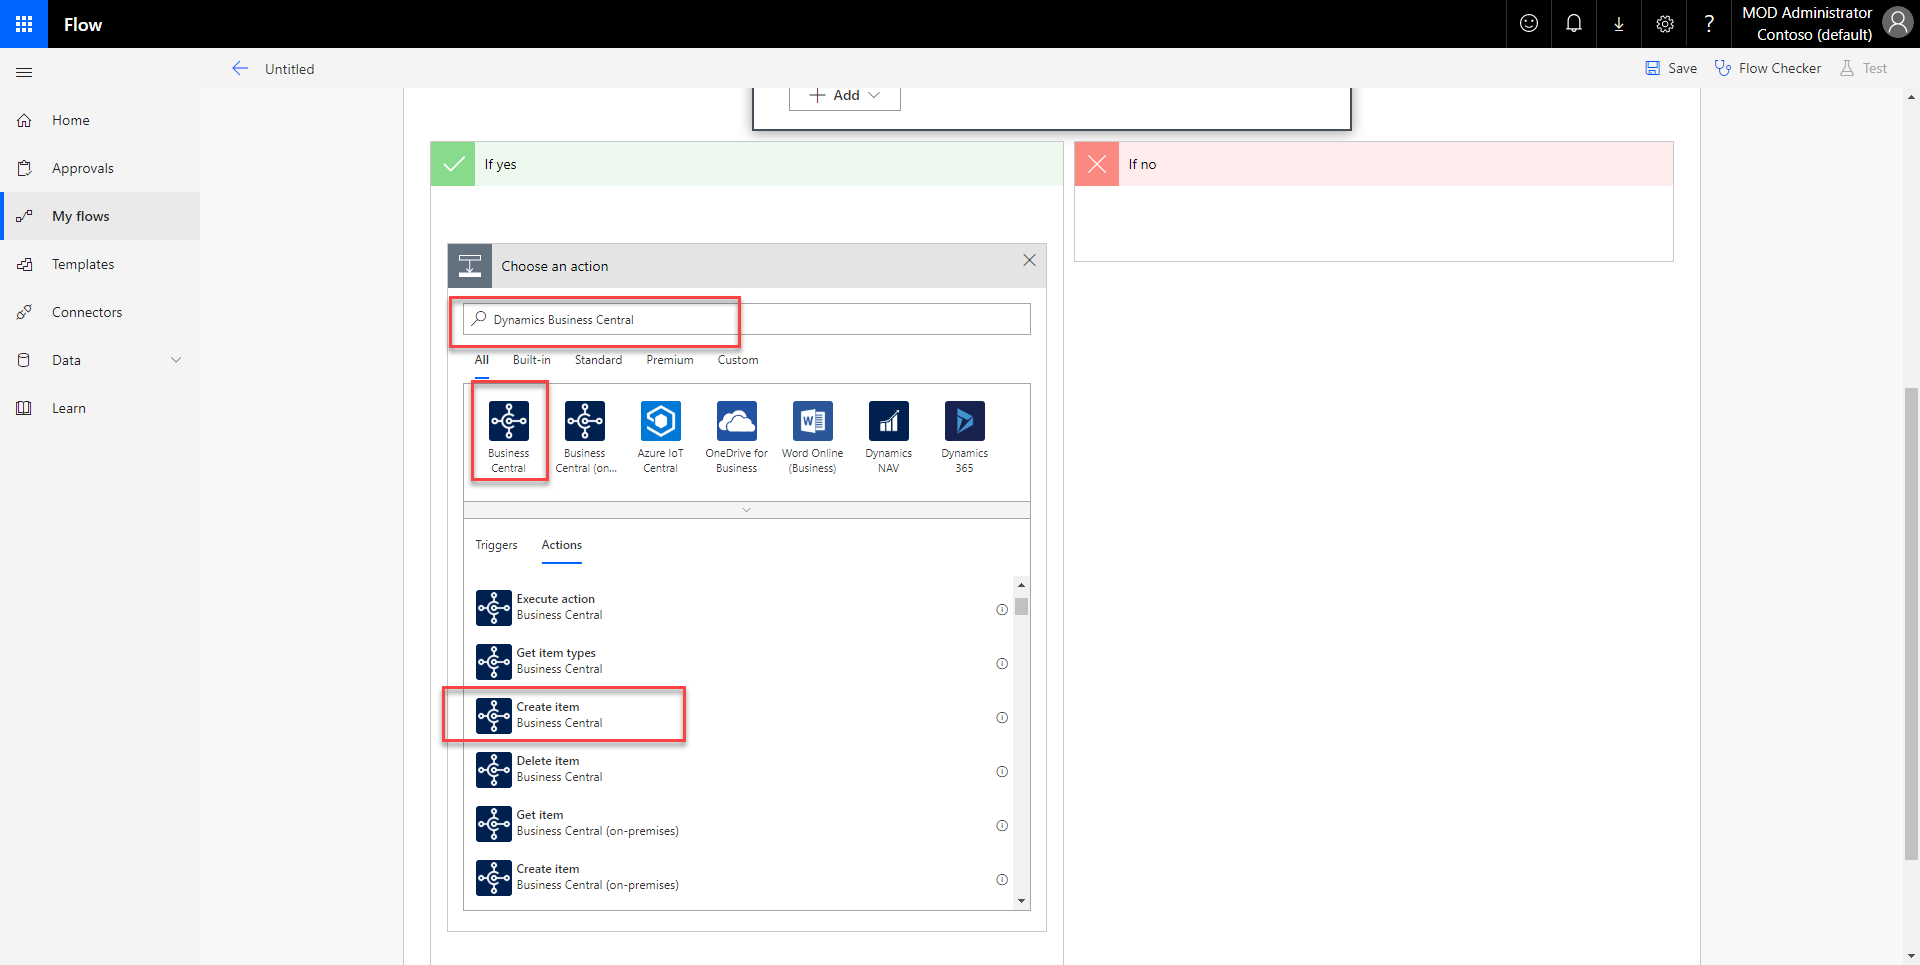 Flow
?
MOD Administrator
Contoso (default)
Untitled
Save
Flow Checker
Test
Home
Approvals
My flows
Templates
Connectors
Data
Learn
Add
If yes
If no
Choose an action
Dynamics Business Central
All
Built-in
Standard
Premium
Custom
Business
Central
Business
Central (on...
Azure IoT
Central
OneDrive for
Business
Word Online
(Business)
Dynamics
NAV
Dynamics
365
Triggers
Actions
Execute action
Business Central
Get item types
Business Central
Create item
Business Central
Delete item
Business Central
Get item
Business Central (on-premises)
Create item
Business Central (on-premises)